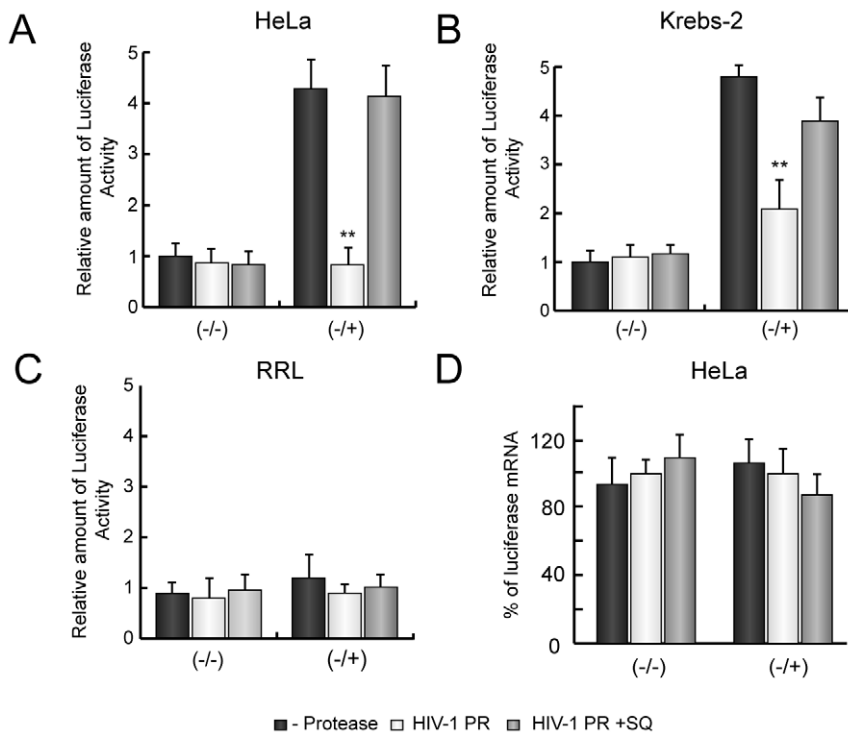 A
HeLa
Relative amount of Luciferase
Activity
5
4
3
2
1
0
**
(-/-)
(-/+)
B
Krebs-2
Relative amount of Luciferase
Activity
5
4
3
2
1
0
**
(-/-)
(-/+)
C
RRL
Relative amount of Luciferase
Activity
5
4
3
2
1
0
(-/-)
(-/+)
D
HeLa
% of luciferase mRNA
120
80
40
0
(-/-)
(-/+)
- Protease HIV-1 PR HIV-1 PR +SQ